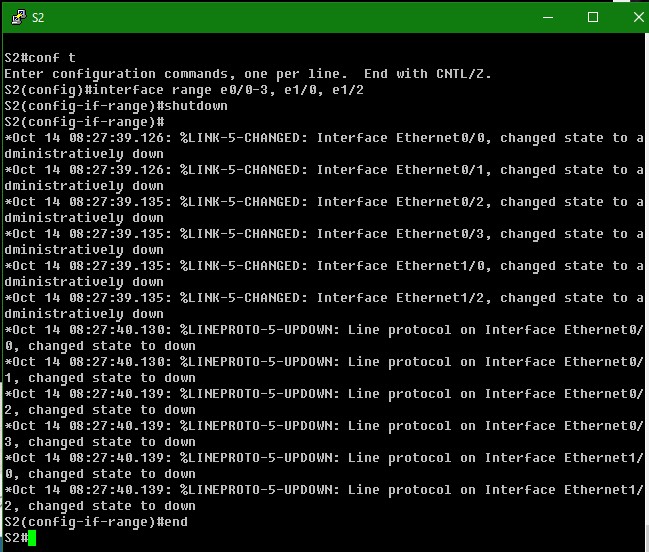 S2
S2#conf t
Enter configuration commands, one per line.  End with CNTL/Z.
S2(config)#interface range e0/0-3, e1/0, e1/2
S2(config-if-range)#shutdown
S2(config-if-range)#
*Oct 14 08:27:39.126: %LINK-5-CHANGED: Interface Ethernet0/0, changed state to a
dministratively down
*Oct 14 08:27:39.126: %LINK-5-CHANGED: Interface Ethernet0/1, changed state to a
dministratively down
*Oct 14 08:27:39.135: %LINK-5-CHANGED: Interface Ethernet0/2, changed state to a
dministratively down
*Oct 14 08:27:39.135: %LINK-5-CHANGED: Interface Ethernet0/3, changed state to a
dministratively down
*Oct 14 08:27:39.135: %LINK-5-CHANGED: Interface Ethernet1/0, changed state to a
dministratively down
*Oct 14 08:27:39.135: %LINK-5-CHANGED: Interface Ethernet1/2, changed state to a
dministratively down
*Oct 14 08:27:40.130: %LINEPROTO-5-UPDOWN: Line protocol on Interface Ethernet0/
0, changed state to down
*Oct 14 08:27:40.130: %LINEPROTO-5-UPDOWN: Line protocol on Interface Ethernet0/
1, changed state to down
*Oct 14 08:27:40.139: %LINEPROTO-5-UPDOWN: Line protocol on Interface Ethernet0/
2, changed state to down
*Oct 14 08:27:40.139: %LINEPROTO-5-UPDOWN: Line protocol on Interface Ethernet0/
3, changed state to down
*Oct 14 08:27:40.139: %LINEPROTO-5-UPDOWN: Line protocol on Interface Ethernet1/
0, changed state to down
*Oct 14 08:27:40.139: %LINEPROTO-5-UPDOWN: Line protocol on Interface Ethernet1/
2, changed state to down
S2(config-if-range)#end
S2#